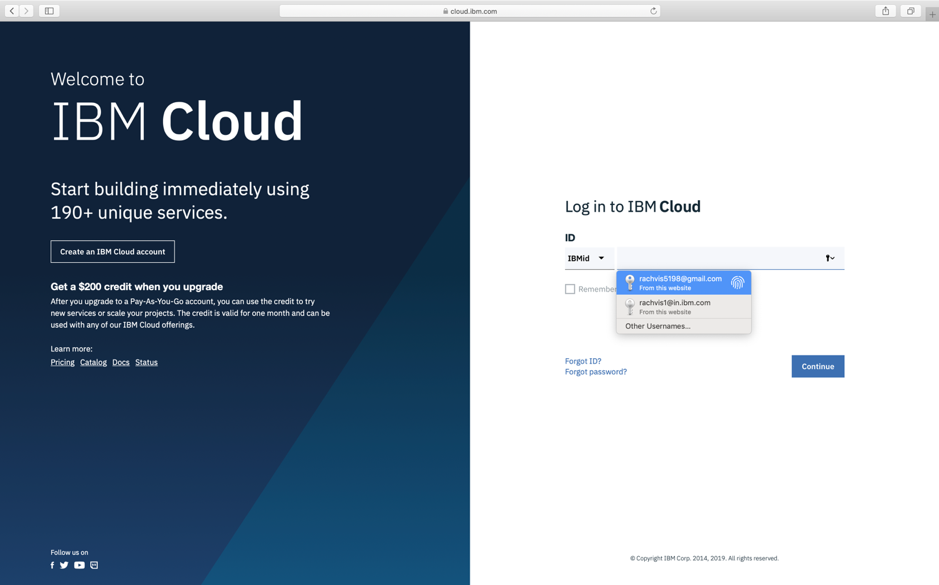 cloud.ibm.com
Welcome to
IBM Cloud
Start building immediately using
190+ unique services.
Create an IBM Cloud account
Get a $200 credit when you upgrade
After you upgrade to a Pay-As-You-Go account, you can use the credit to try
new services or scale your projects. The credit is valid for one month and can be
used with any of our IBM Cloud offerings.
Learn more:
Pricing Catalog Docs Status
Follow us on
Log in to IBM Cloud
ID
IBMid
rachvis5198@gmail.com
From this website
Remember
rachvis1@in.ibm.com
From this website
Other Usernames...
Forgot ID?
Forgot password?
Continue
© Copyright IBM Corp. 2014, 2019. All rights reserved.